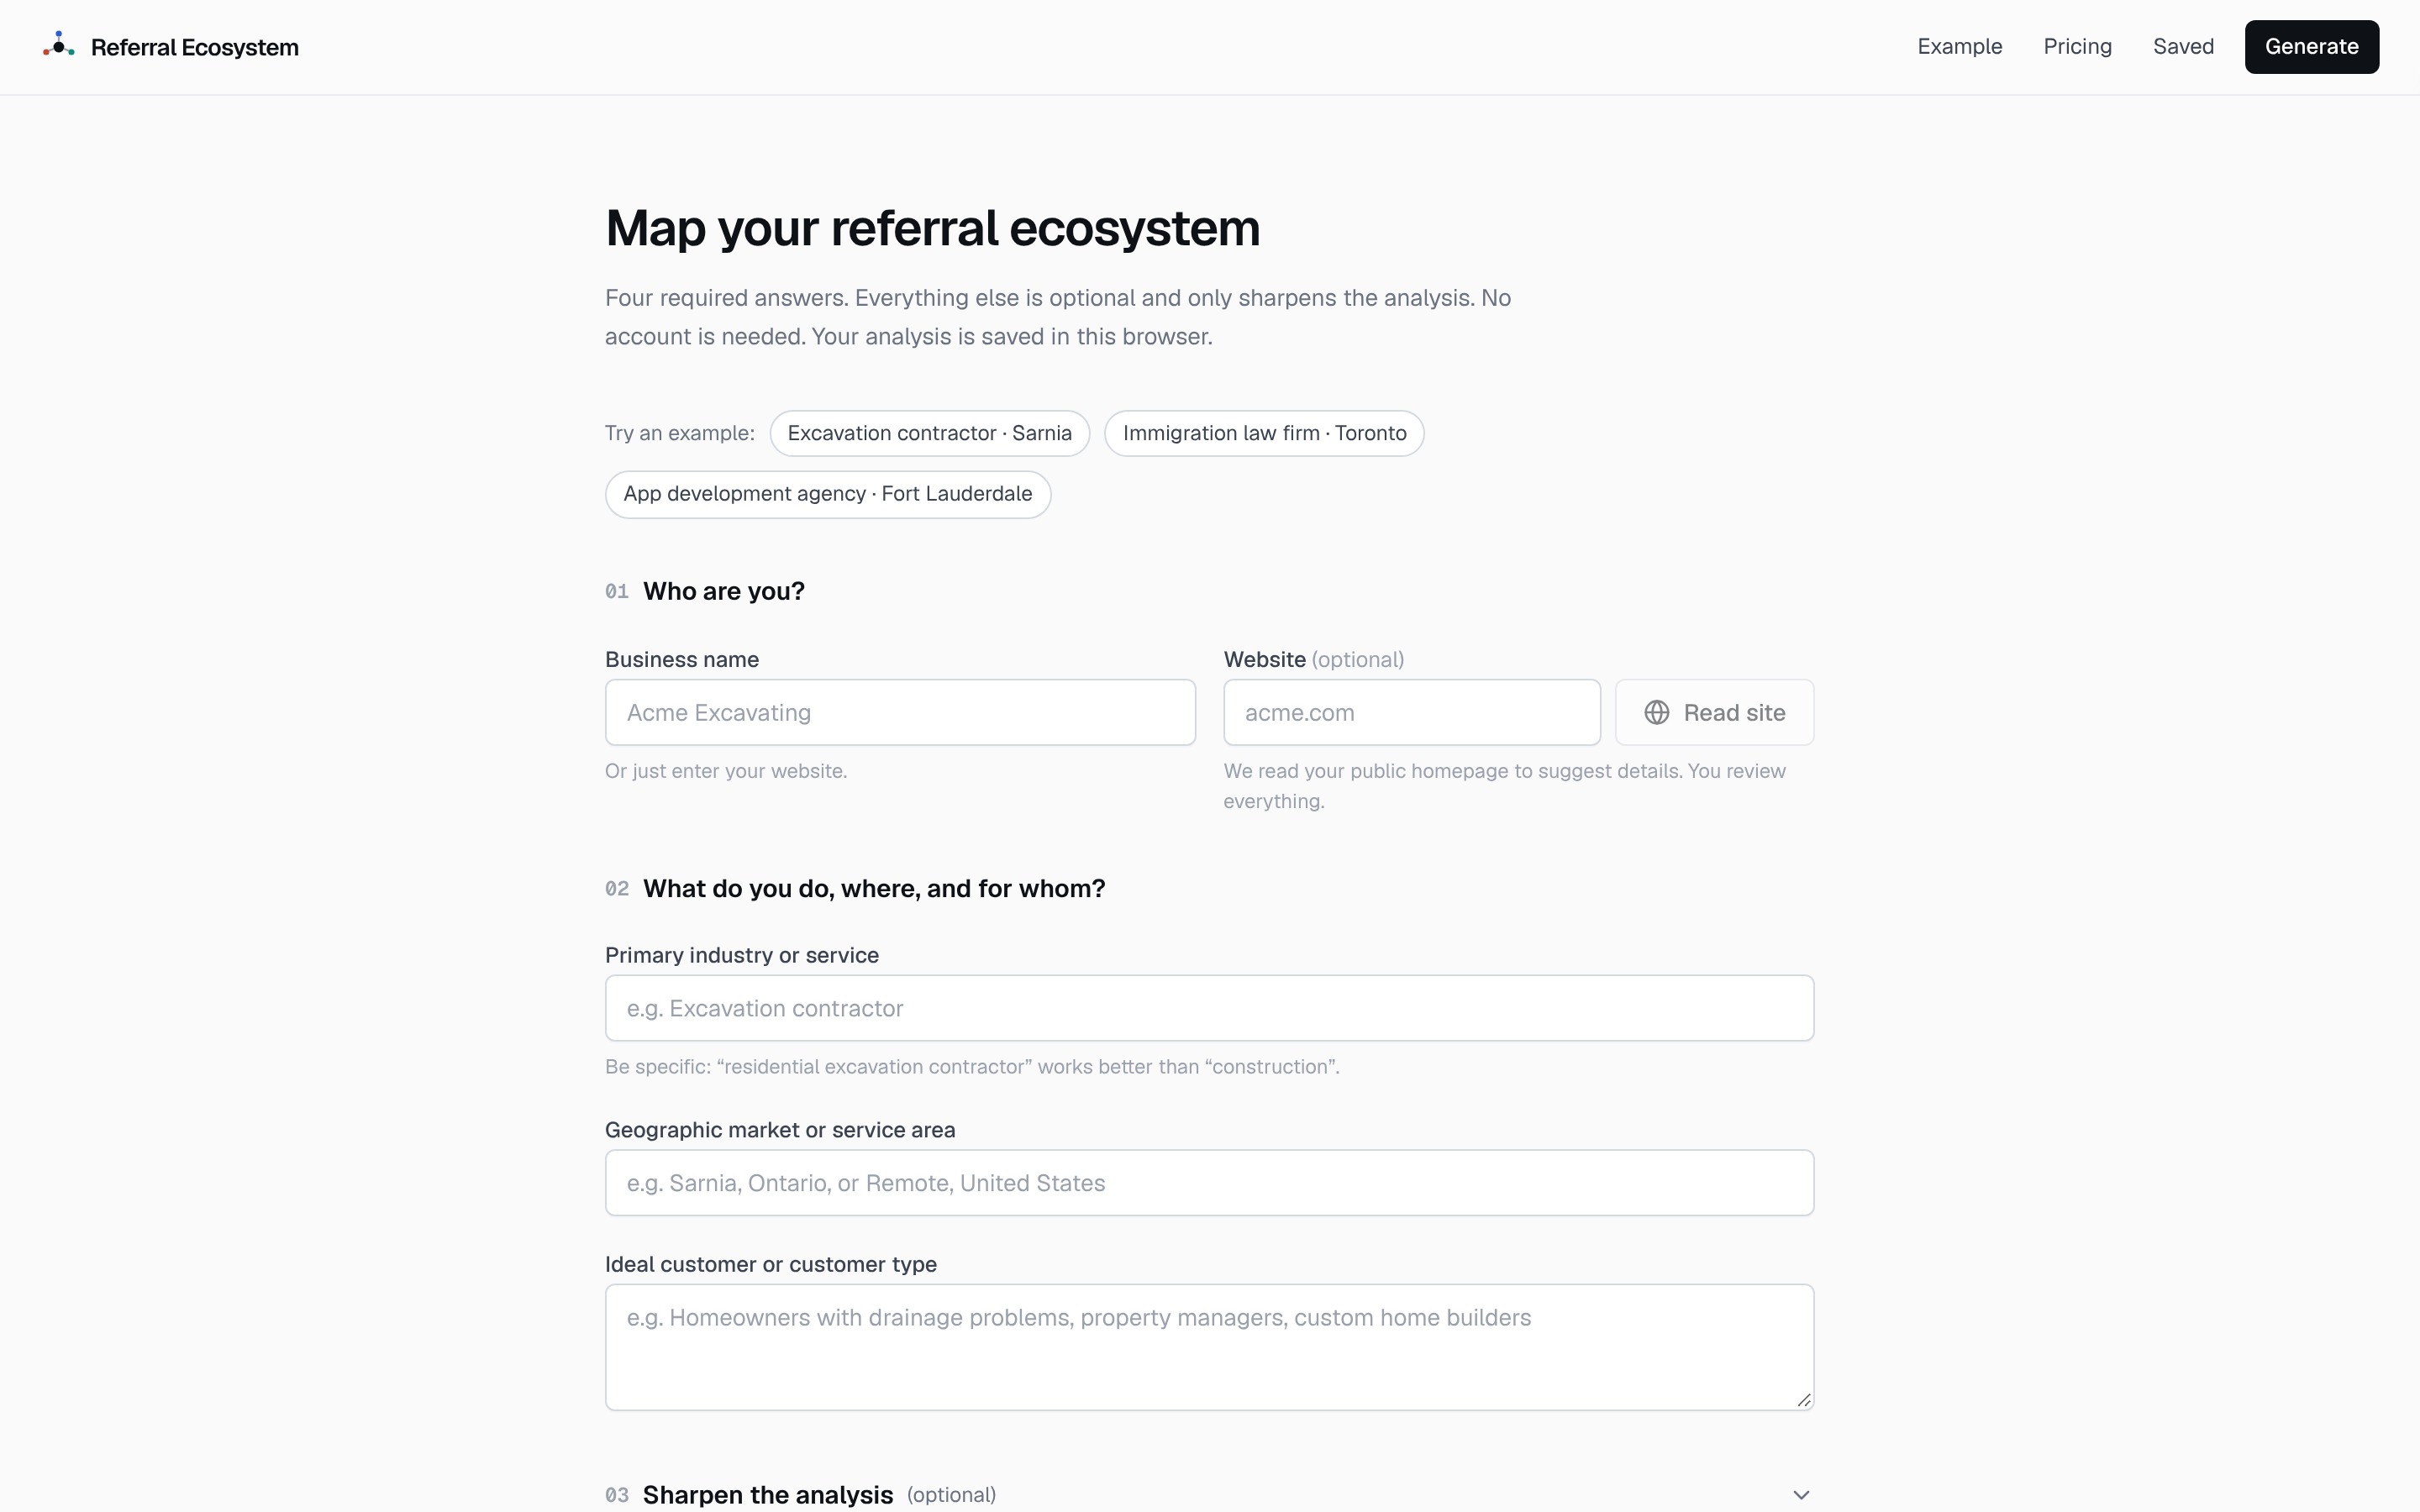 Referral Ecosystem
Example
Pricing
Saved
Generate
Map your referral ecosystem
Four required answers. Everything else is optional and only sharpens the analysis. No
account is needed. Your analysis is saved in this browser.
Try an example:
Excavation contractor · Sarnia
Immigration law firm · Toronto
App development agency · Fort Lauderdale
01 Who are you?
Business name
Acme Excavating
Or just enter your website.
Website (optional)
acme.com
Read site
We read your public homepage to suggest details. You review
everything.
02 What do you do, where, and for whom?
Primary industry or service
e.g. Excavation contractor
Be specific: “residential excavation contractor” works better than “construction”.
Geographic market or service area
e.g. Sarnia, Ontario, or Remote, United States
Ideal customer or customer type
e.g. Homeowners with drainage problems, property managers, custom home builders
03 Sharpen the analysis (optional)